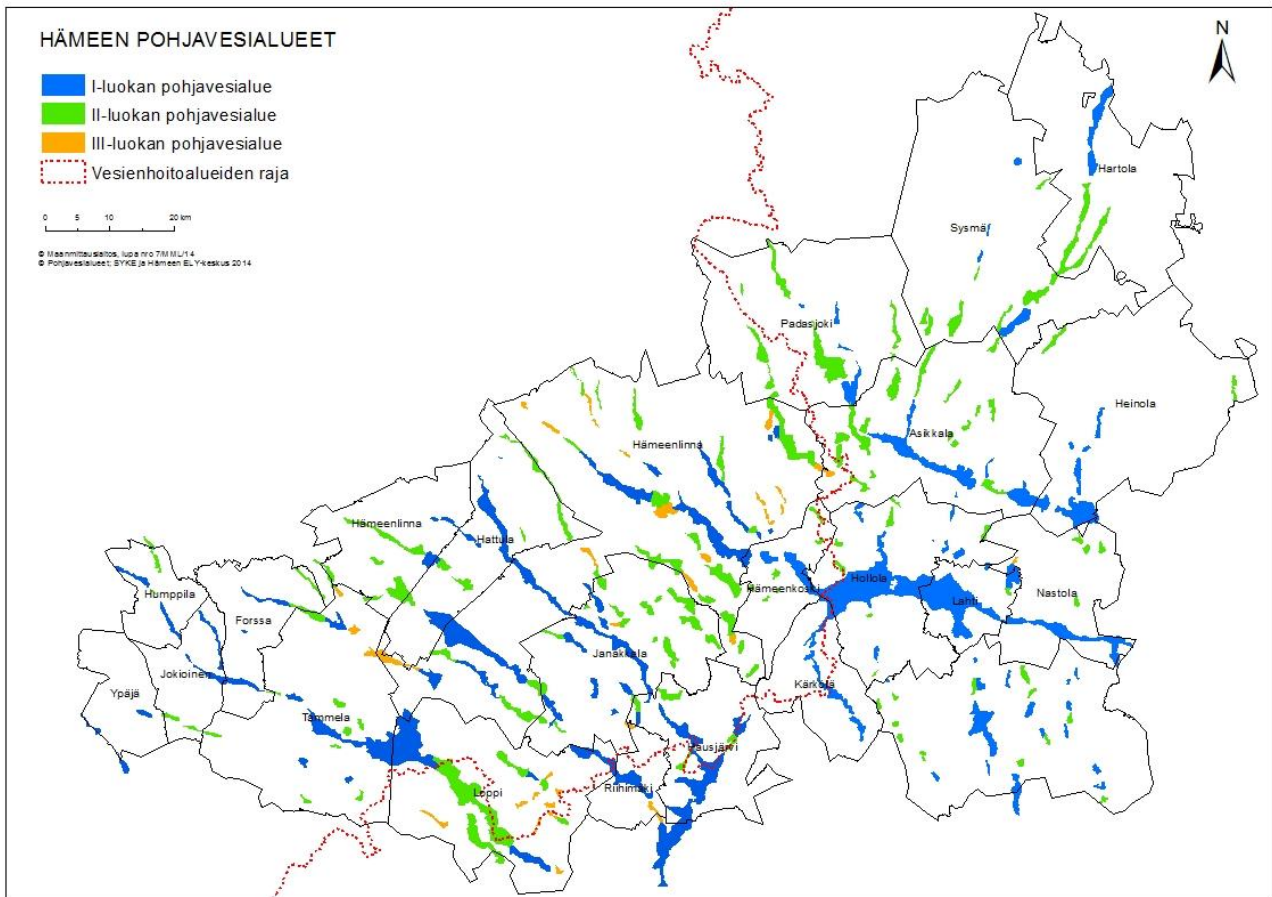 HÄMEEN POHJAVESIALUEET
I-luokan pohjavesialue
II-luokan pohjavesialue
III-luokan pohjavesialue
Vesienhoitoalueiden raja
0 5 10 20 km
© Maanmittauslaitos, lupa nro 7/MML/14
© Pohjavesialueet; SYKE ja Hämeen ELY-keskus 2014
N
Hartola
Sysmä
Padasjoki
Heinola
Asikkala
Hämeenlinna
Hämeenlinna
Hattula
Hollola
Hämeenkoski
Nastola
Lahti
Humppila
Forssa
Janakkala
Jokioinen
Kärkölä
Ypäjä
Tammela
Hausjärvi
Riihimäki
Loppi